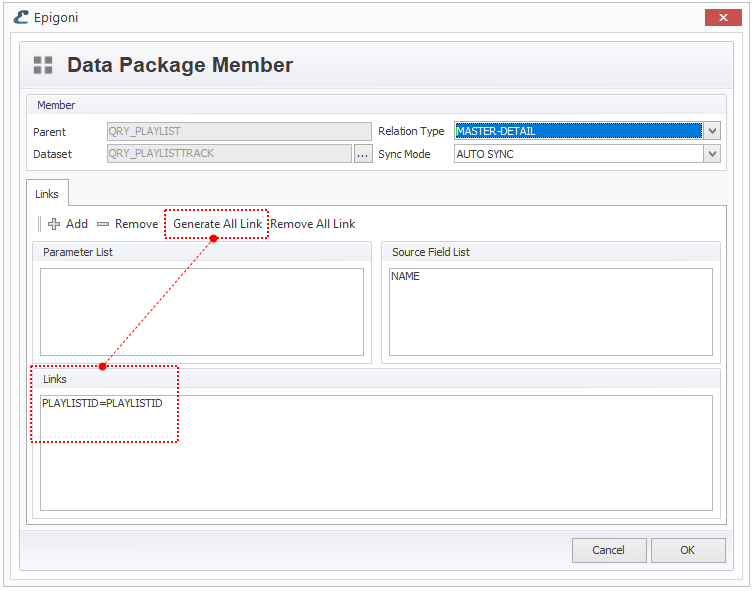 Epigoni
Data Package Member
Member
Parent QRY_PLAYLIST Relation Type MASTER-DETAIL
Dataset QRY_PLAYLISTTRACK ... Sync Mode AUTO SYNC
Links
Add Remove Generate All Link Remove All Link
Parameter List Source Field List
NAME
Links
PLAYLISTID=PLAYLISTID
Cancel OK